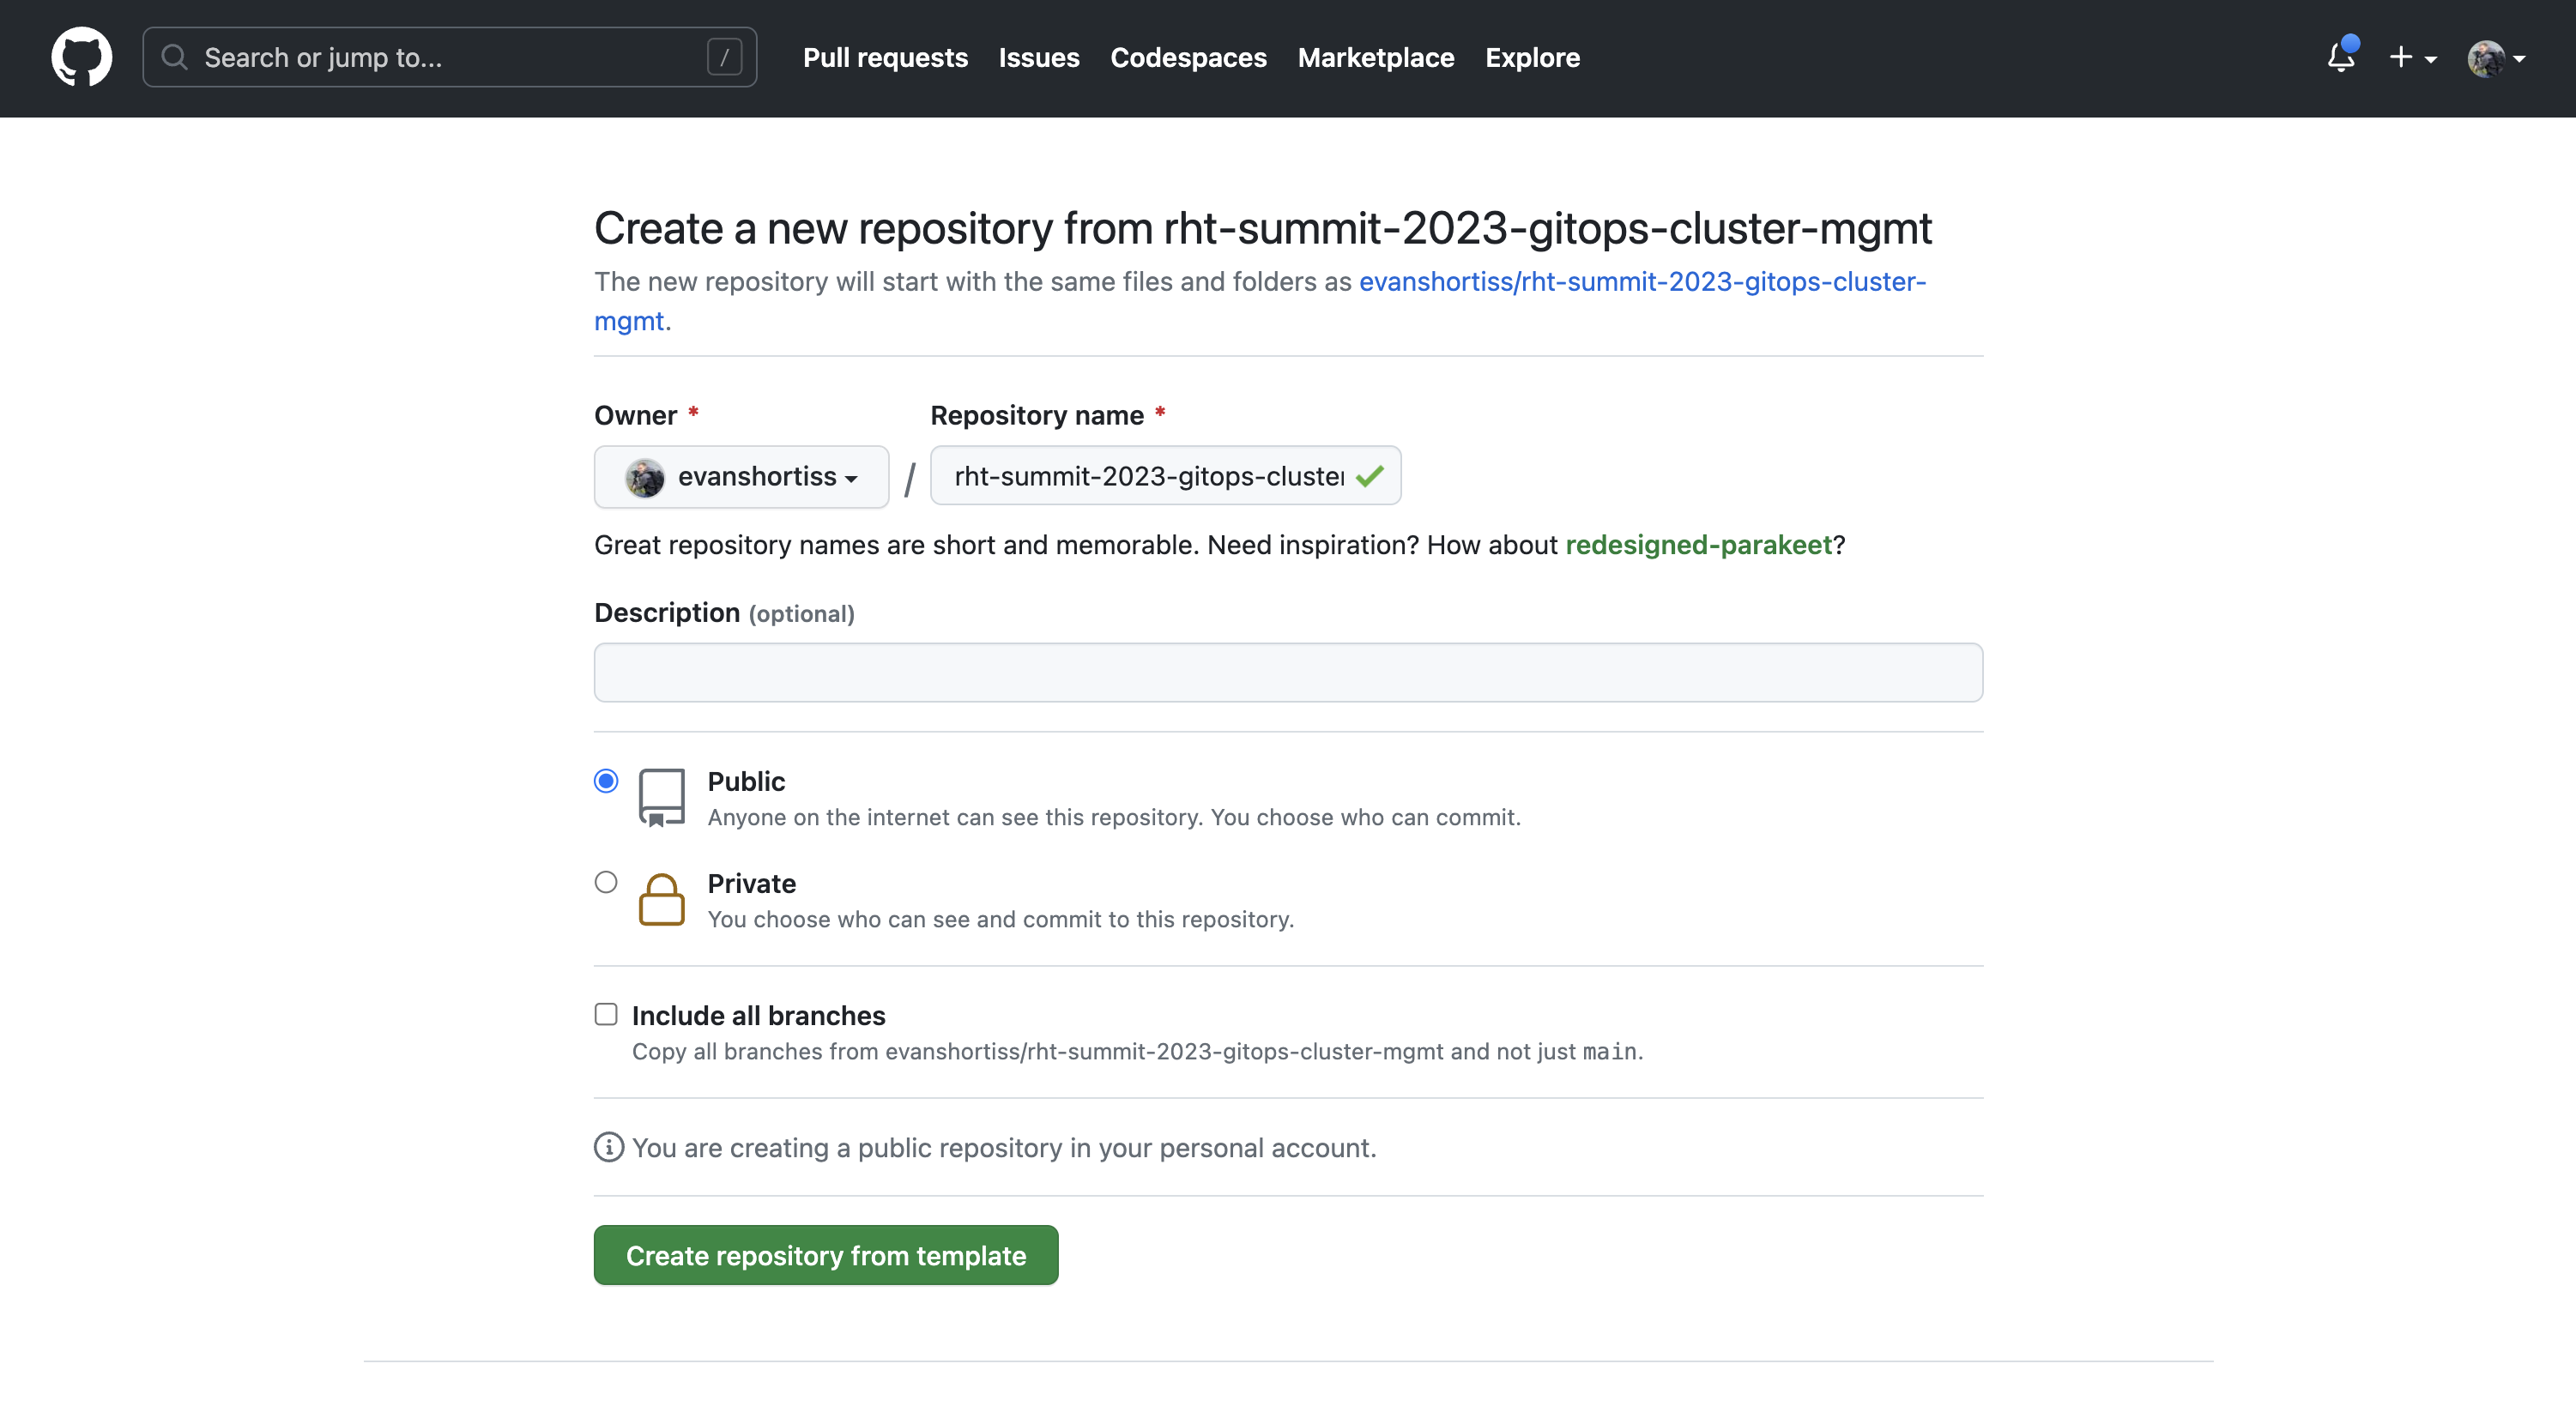 Search or jump to...
/
Pull requests
Issues
Codespaces
Marketplace
Explore
Create a new repository from rht-summit-2023-gitops-cluster-mgmt
The new repository will start with the same files and folders as evanshortiss/rht-summit-2023-gitops-cluster-
mgmt.
Owner *
Repository name *
evanshortiss
/
rht-summit-2023-gitops-cluster
Great repository names are short and memorable. Need inspiration? How about redesigned-parakeet?
Description (optional)
Public
Anyone on the internet can see this repository. You choose who can commit.
Private
You choose who can see and commit to this repository.
Include all branches
Copy all branches from evanshortiss/rht-summit-2023-gitops-cluster-mgmt and not just main.
You are creating a public repository in your personal account.
Create repository from template